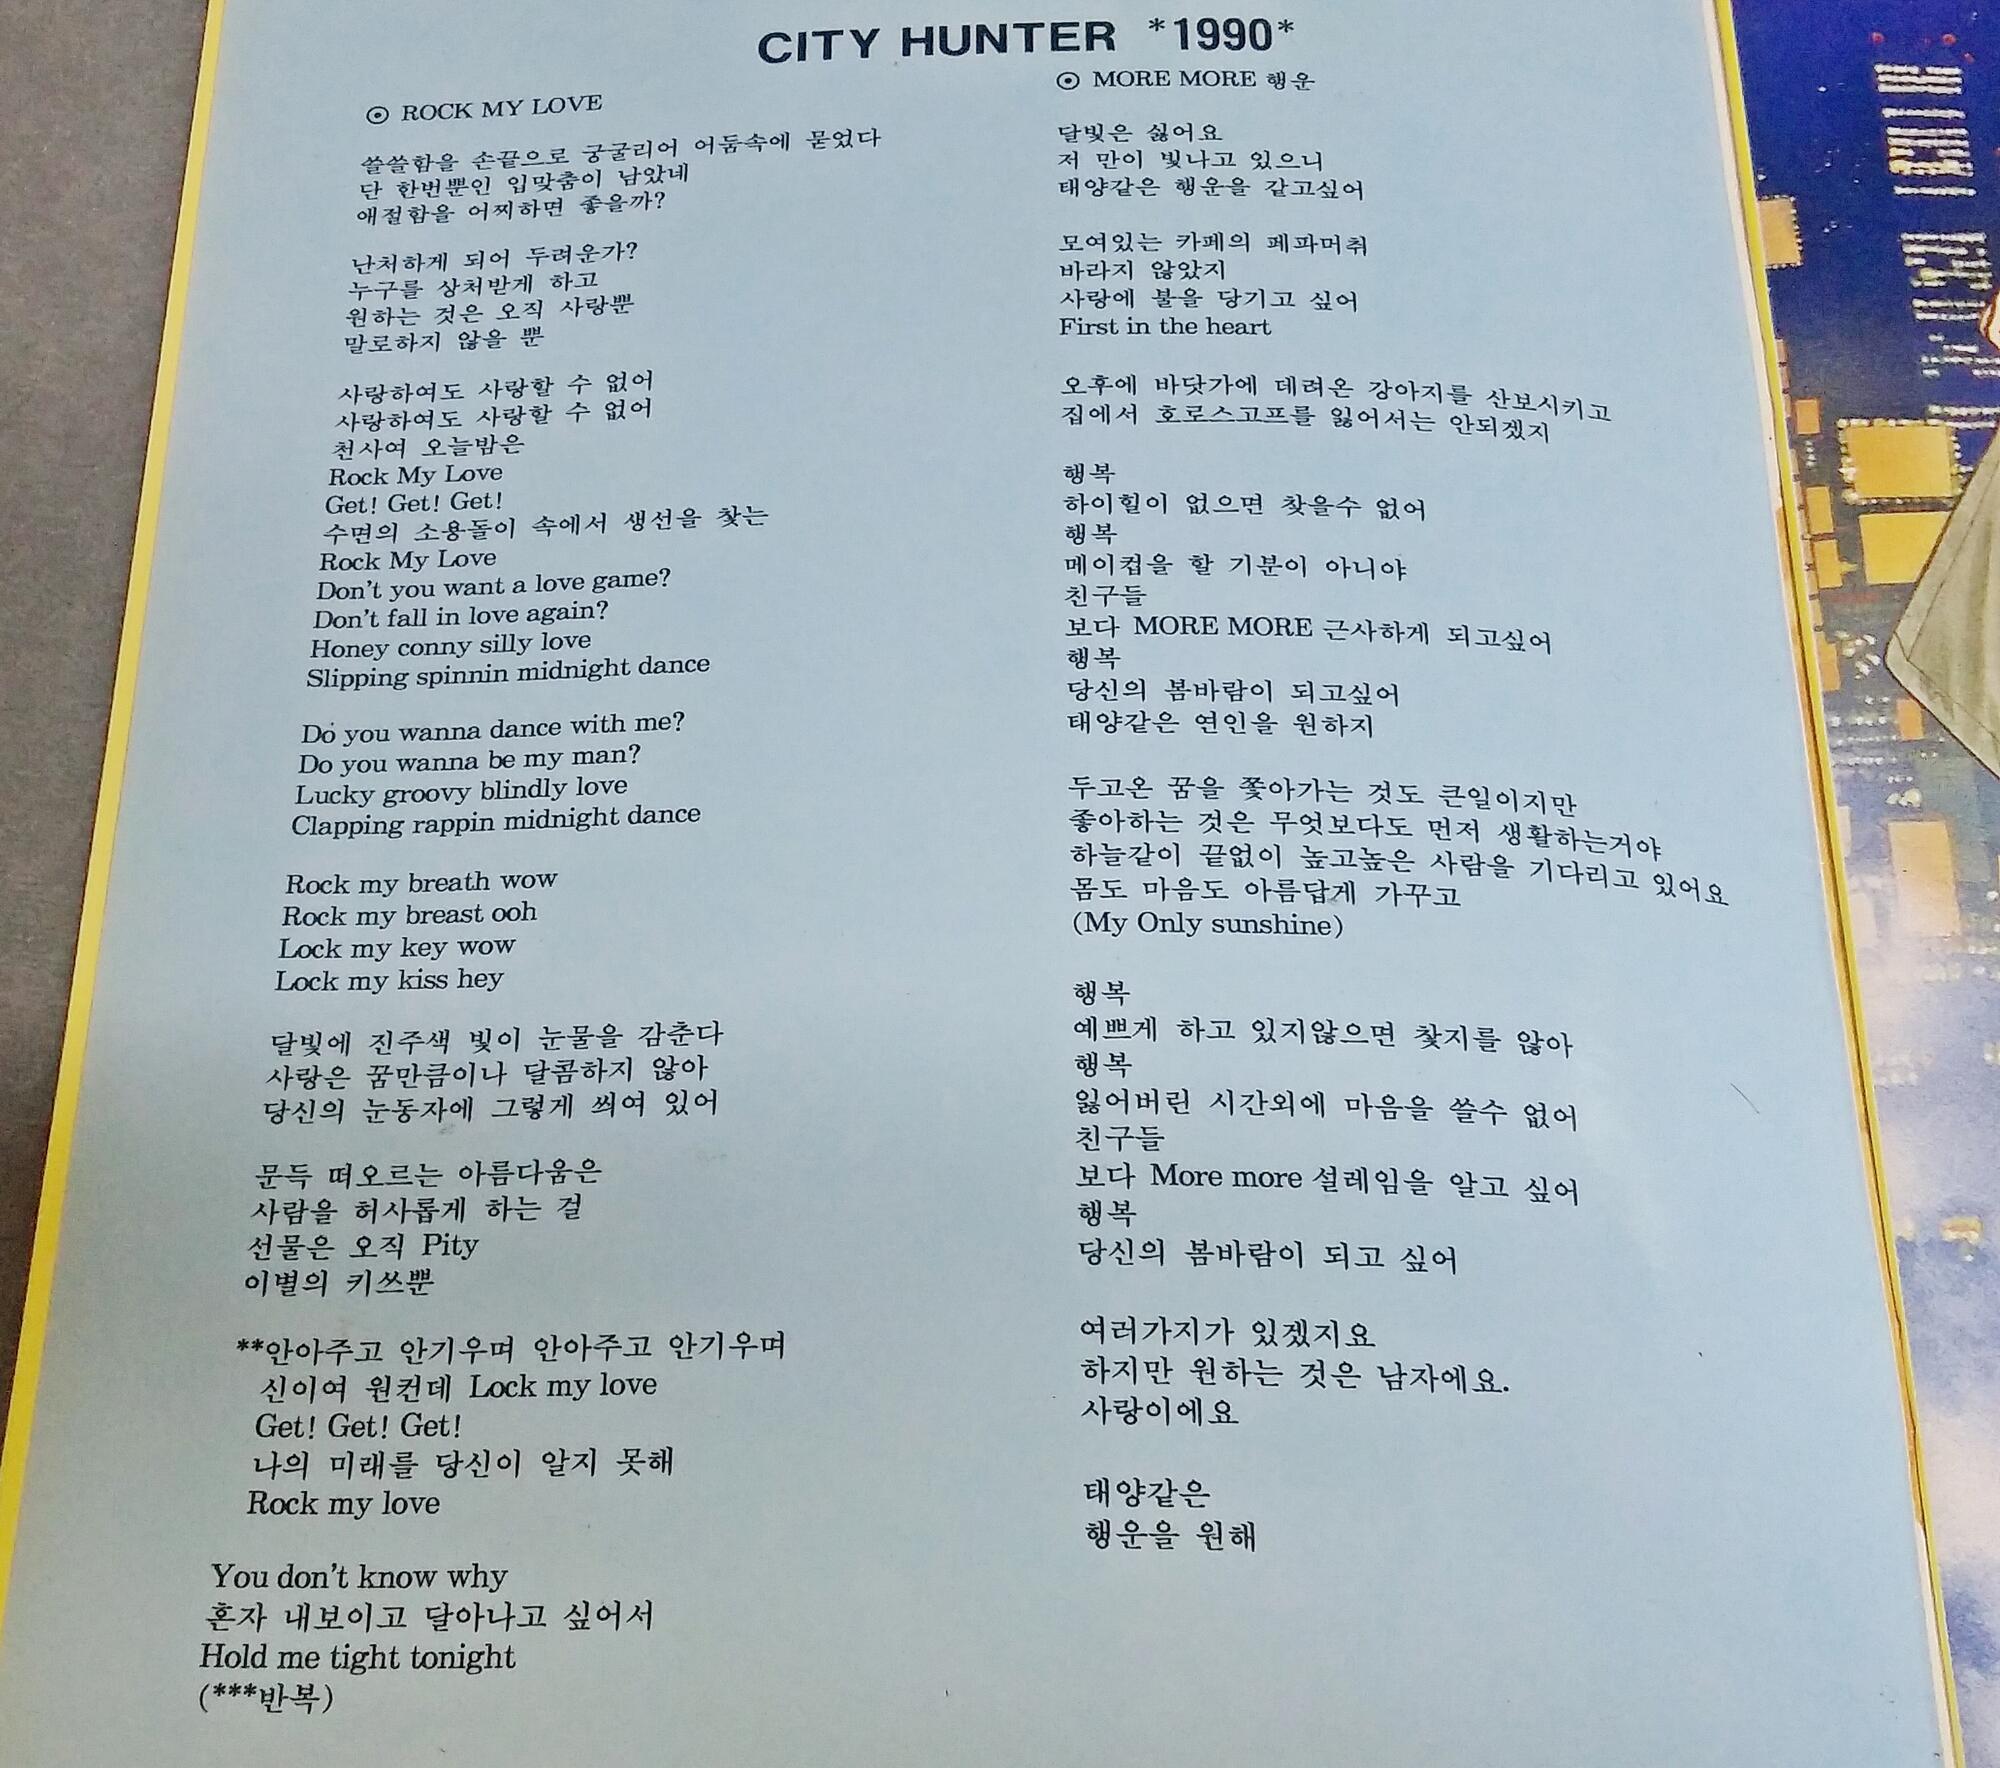 CITY HUNTER *1990*
⊙ ROCK MY LOVE
쓸쓸함을 손끝으로 궁굴리어 어둠속에 묻었다
단 한번뿐인 입맞춤이 남았네
애절함을 어찌하면 좋을까?
난처하게 되어 두려운가?
누구를 상처받게 하고
원하는 것은 오직 사랑뿐
말로하지 않을 뿐
사랑하여도 사랑할 수 없어
사랑하여도 사랑할 수 없어
천사여 오늘밤은
Rock My Love
Get! Get! Get!
수면의 소용돌이 속에서 생선을 찾는
Rock My Love
Don't you want a love game?
Don't fall in love again?
Honey conny silly love
Slipping spinnin midnight dance
Do you wanna dance with me?
Do you wanna be my man?
Lucky groovy blindly love
Clapping rappin midnight dance
Rock my breath wow
Rock my breast ooh
Lock my key wow
Lock my kiss hey
달빛에 진주색 빛이 눈물을 감춘다
사랑은 꿈만큼이나 달콤하지 않아
당신의 눈동자에 그렇게 씌여 있어
문득 떠오르는 아름다움은
사람을 허사롭게 하는 걸
선물은 오직 Pity
이별의 키쓰뿐
**안아주고 안기우며 안아주고 안기우며
신이여 원컨데 Lock my love
Get! Get! Get!
나의 미래를 당신이 알지 못해
Rock my love
You don't know why
혼자 내보이고 달아나고 싶어서
Hold me tight tonight
(***반복)
⊙ MORE MORE 행운
달빛은 싫어요
저 만이 빛나고 있으니
태양같은 행운을 갇고싶어
모여있는 카페의 페파머취
바라지 않았지
사랑에 불을 당기고 싶어
First in the heart
오후에 바닷가에 데려온 강아지를 산보시키고
집에서 호로스고프를 잃어서는 안되겠지
행복
하이힐이 없으면 찾을수 없어
행복
메이컵을 할 기분이 아니야
친구들
보다 MORE MORE 근사하게 되고싶어
행복
당신의 봄바람이 되고싶어
태양같은 연인을 원하지
두고온 꿈을 쫓아가는 것도 큰일이지만
좋아하는 것은 무엇보다도 먼저 생활하는거야
하늘같이 끝없이 높고높은 사람을 기다리고 있어요
몸도 마음도 아름답게 가꾸고
(My Only sunshine)
행복
예쁘게 하고 있지않으면 찾지를 않아
행복
잃어버린 시간외에 마음을 쓸수 없어
친구들
보다 More more 설레임을 알고 싶어
행복
당신의 봄바람이 되고 싶어
여러가지가 있겠지요
하지만 원하는 것은 남자에요.
사랑이에요
태양같은
행운을 원해